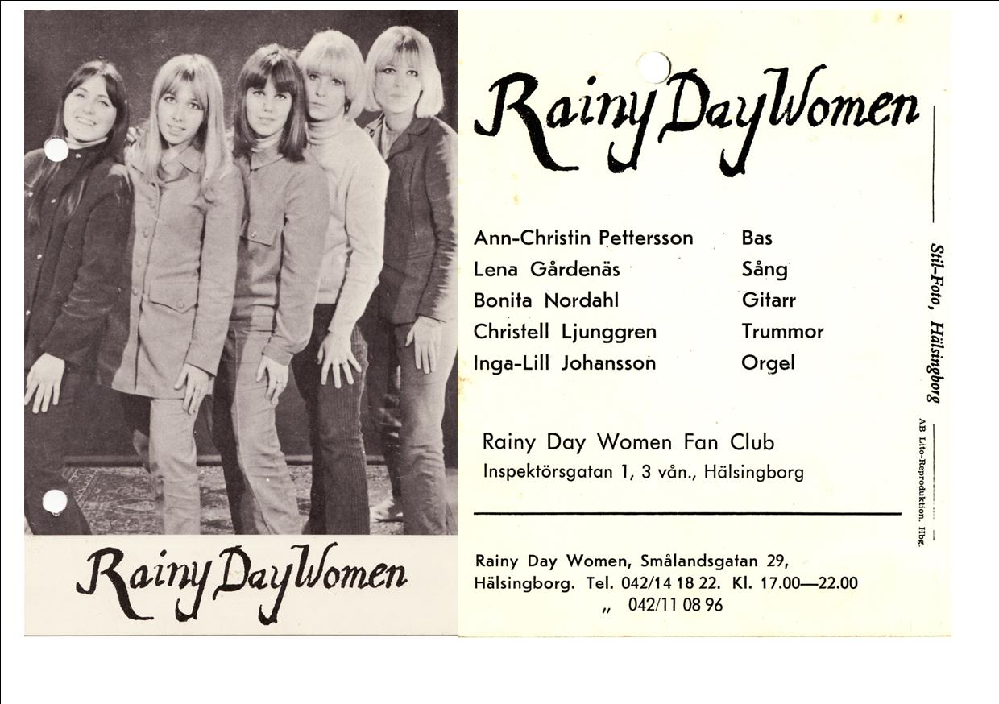 Rainy Day Women
Rainy Day Women
Ann-Christin Pettersson Bas
Lena Gårdenäs Sång
Bonita Nordahl Gitarr
Christell Ljunggren Trummor
Inga-Lill Johansson Orgel
Rainy Day Women Fan Club
Inspektörsgatan 1, 3 vån., Hälsingborg
Rainy Day Women, Smålandsgatan 29,
Hälsingborg. Tel. 042/14 18 22. Kl. 17.00—22.00
„ 042/11 08 96
Stil-Foto, Hälsingborg
AB Lito-Reproduktion. Hbg.